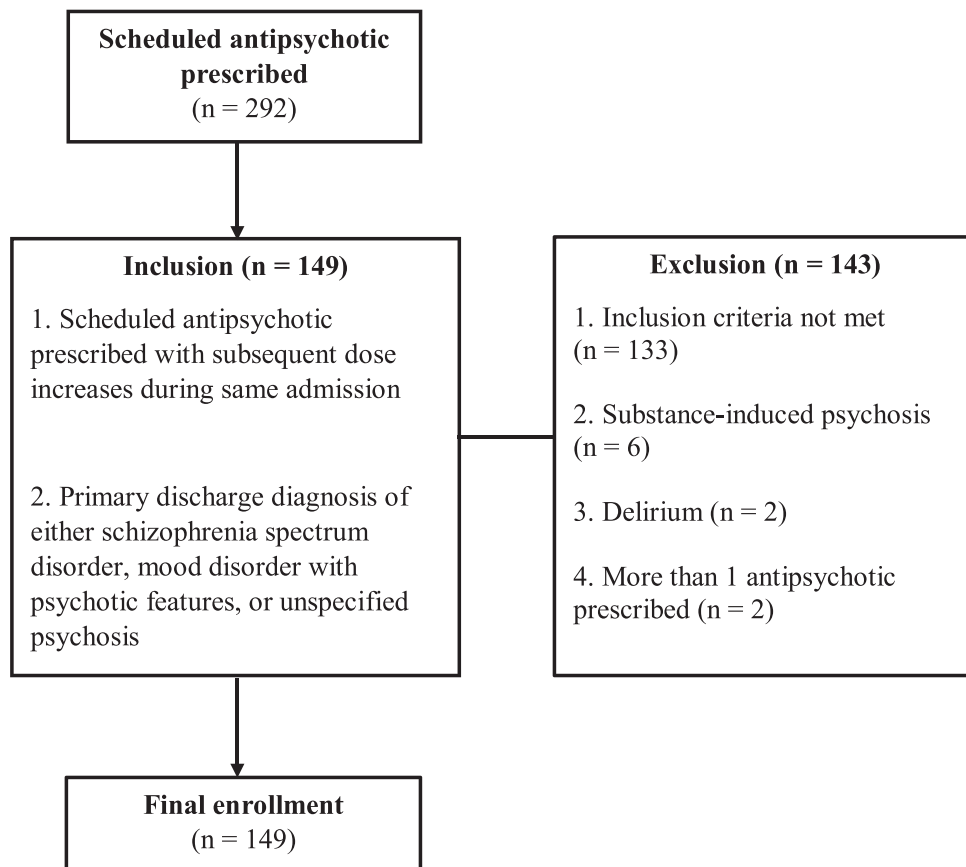 Scheduled antipsychotic
prescribed
(n = 292)
Inclusion (n = 149)
1. Scheduled antipsychotic
prescribed with subsequent dose
increases during same admission
2. Primary discharge diagnosis of
either schizophrenia spectrum
disorder, mood disorder with
psychotic features, or unspecified
psychosis
Exclusion (n = 143)
1. Inclusion criteria not met
(n = 133)
2. Substance-induced psychosis
(n = 6)
3. Delirium (n = 2)
4. More than 1 antipsychotic
prescribed (n = 2)
Final enrollment
(n = 149)